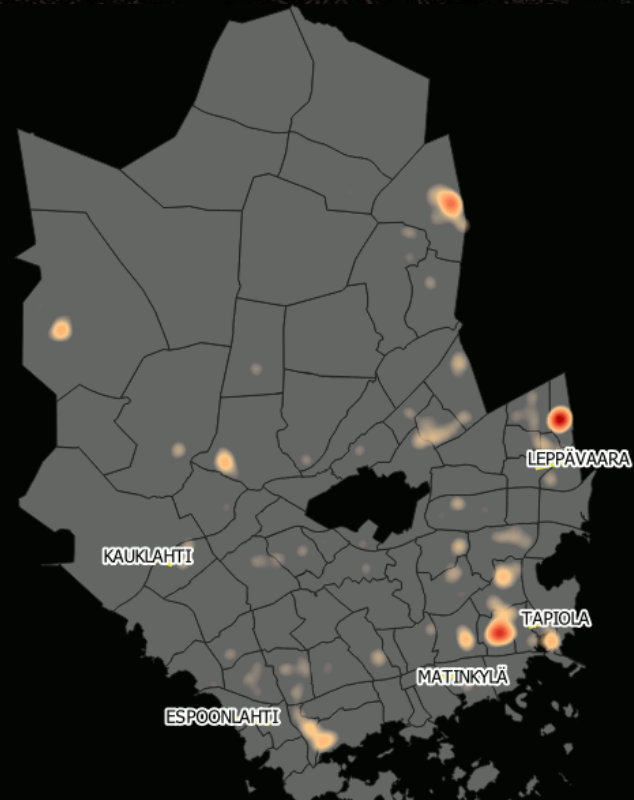 LEPPÄVAARA
KAUKLAHTI
TAPIOLA
MATINKYLÄ
ESPOONLAHTI